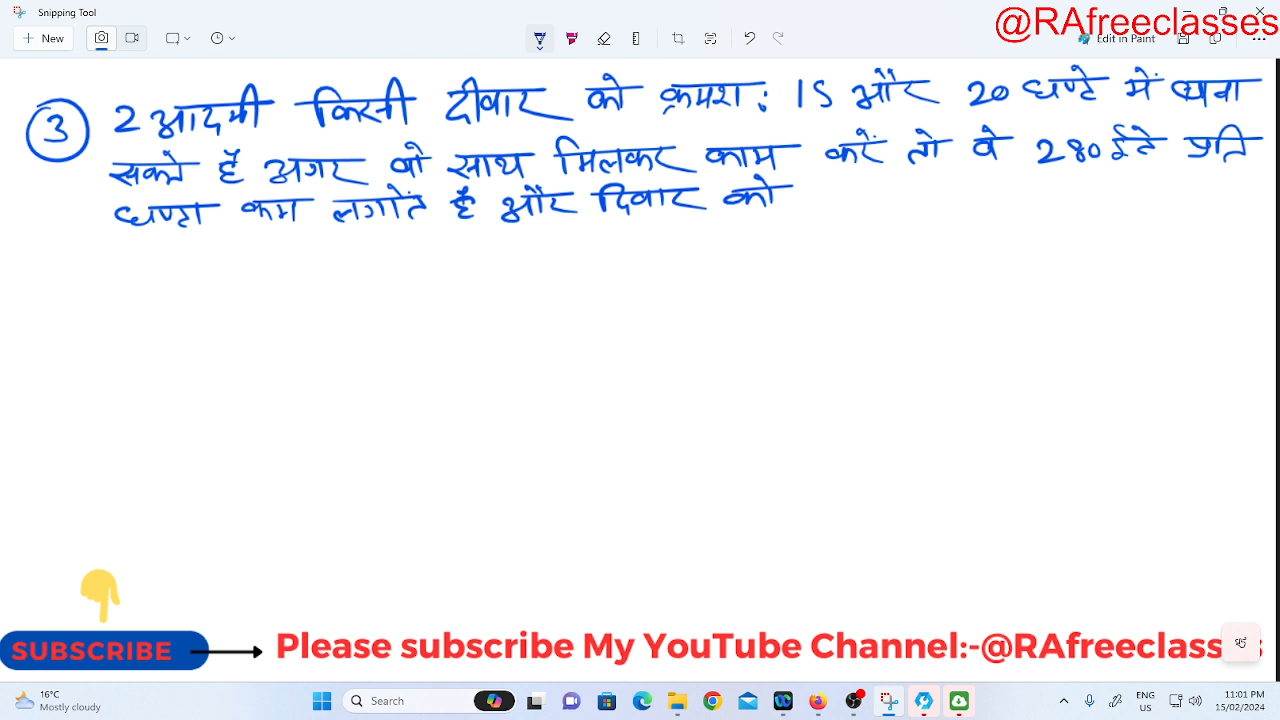 Snipping Tool
@RAfreeclasses
New
Edit in Paint
3 2 आदमी किसी दीवार को क्रमश: 15 और 20 घण्टे में बना
सकते हैं अगर वो साथ मिलकर काम करें तो वे 280 ईंटे प्रति
घण्टा कम लगाते है और दिवार को
SUBSCRIBE
Please subscribe My YouTube Channel:-@RAfreeclasses
16°C
Mostly cloudy
Search
ENG
US
11:01 PM
15/02/2024